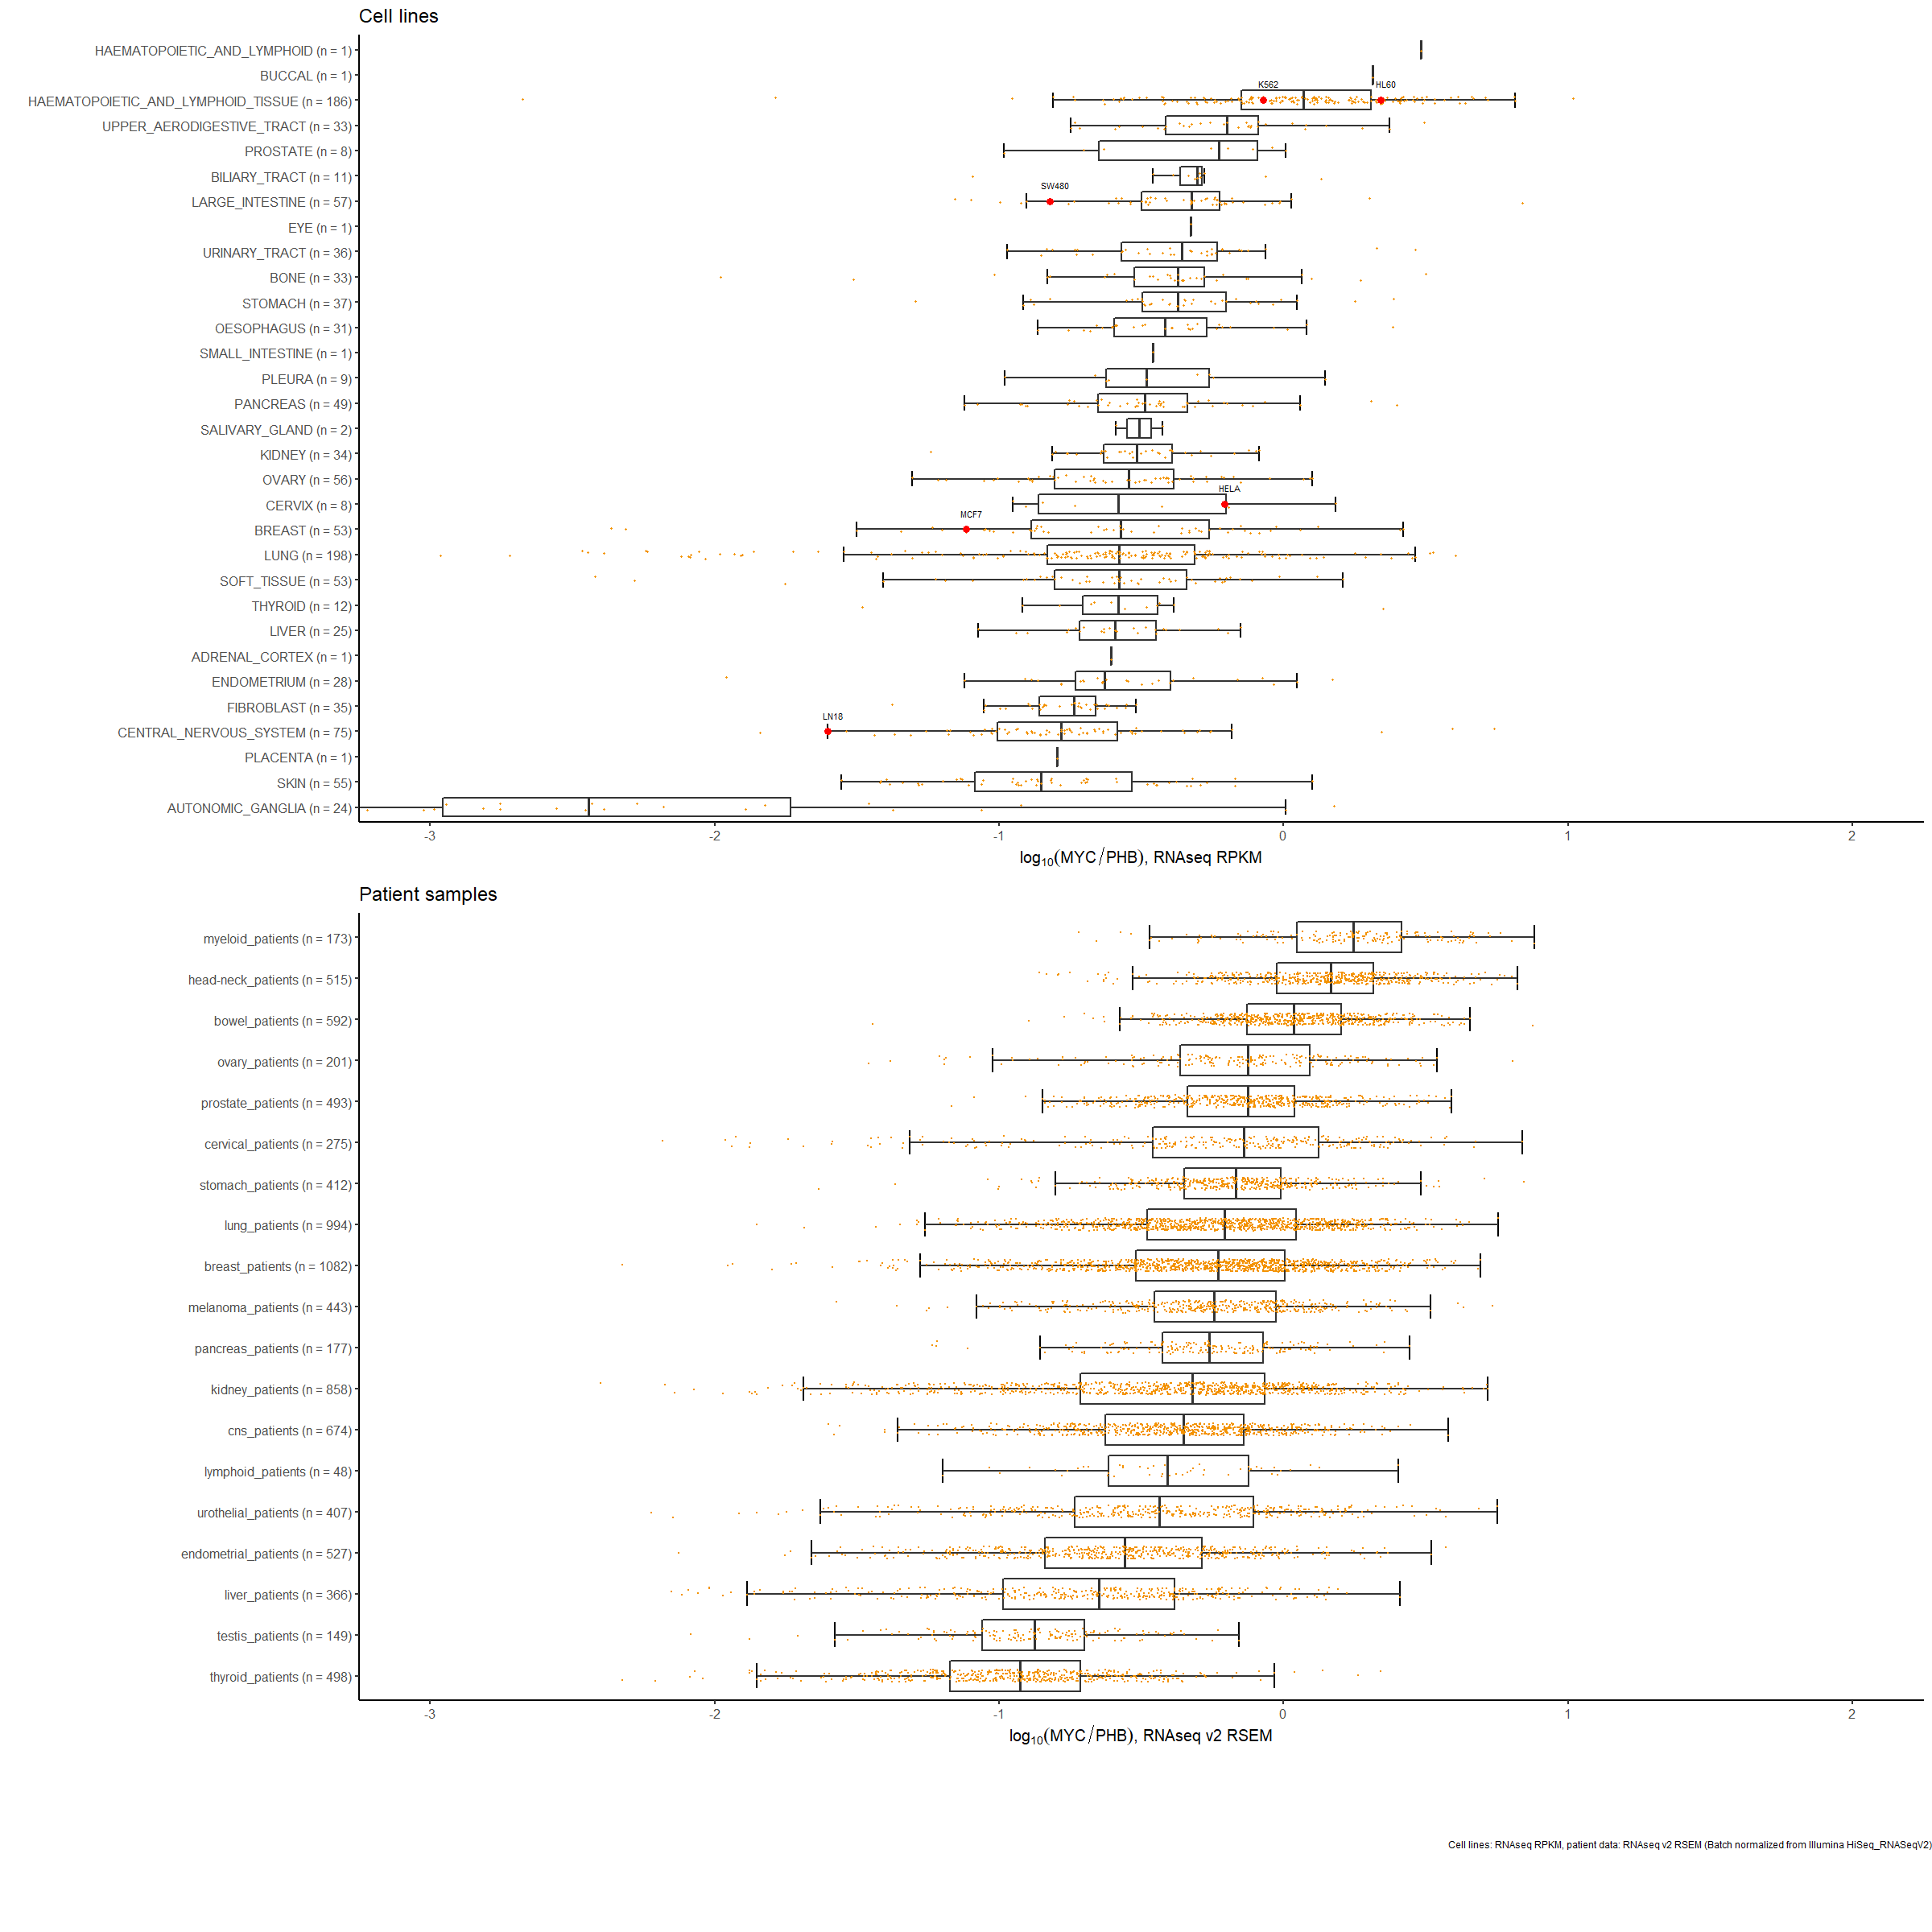 Cell lines
HAEMATOPOIETIC_AND_LYMPHOID (n = 1)
BUCCAL (n = 1)
K562 HL60
HAEMATOPOIETIC_AND_LYMPHOID_TISSUE (n = 186)
UPPER_AERODIGESTIVE_TRACT (n = 33)
PROSTATE (n = 8)
BILIARY_TRACT (n = 11)
SW480
LARGE_INTESTINE (n = 57)
EYE (n = 1)
URINARY_TRACT (n = 36)
BONE (n = 33)
STOMACH (n = 37)
OESOPHAGUS (n = 31)
SMALL_INTESTINE (n = 1)
PLEURA (n = 9)
PANCREAS (n = 49)
SALIVARY_GLAND (n = 2)
KIDNEY (n = 34)
OVARY (n = 56)
HELA
CERVIX (n = 8)
MCF7
BREAST (n = 53)
LUNG (n = 198)
SOFT_TISSUE (n = 53)
THYROID (n = 12)
LIVER (n = 25)
ADRENAL_CORTEX (n = 1)
ENDOMETRIUM (n = 28)
FIBROBLAST (n = 35)
LN18
CENTRAL_NERVOUS_SYSTEM (n = 75)
PLACENTA (n = 1)
SKIN (n = 55)
AUTONOMIC_GANGLIA (n = 24)
-3 -2 -1 0 1 2
log₁₀(MYC/PHB), RNAseq RPKM
Patient samples
myeloid_patients (n = 173)
head-neck_patients (n = 515)
bowel_patients (n = 592)
ovary_patients (n = 201)
prostate_patients (n = 493)
cervical_patients (n = 275)
stomach_patients (n = 412)
lung_patients (n = 994)
breast_patients (n = 1082)
melanoma_patients (n = 443)
pancreas_patients (n = 177)
kidney_patients (n = 858)
cns_patients (n = 674)
lymphoid_patients (n = 48)
urothelial_patients (n = 407)
endometrial_patients (n = 527)
liver_patients (n = 366)
testis_patients (n = 149)
thyroid_patients (n = 498)
-3 -2 -1 0 1 2
log₁₀(MYC/PHB), RNAseq v2 RSEM
Cell lines: RNAseq RPKM, patient data: RNAseq v2 RSEM (Batch normalized from Illumina HiSeq_RNASeqV2)